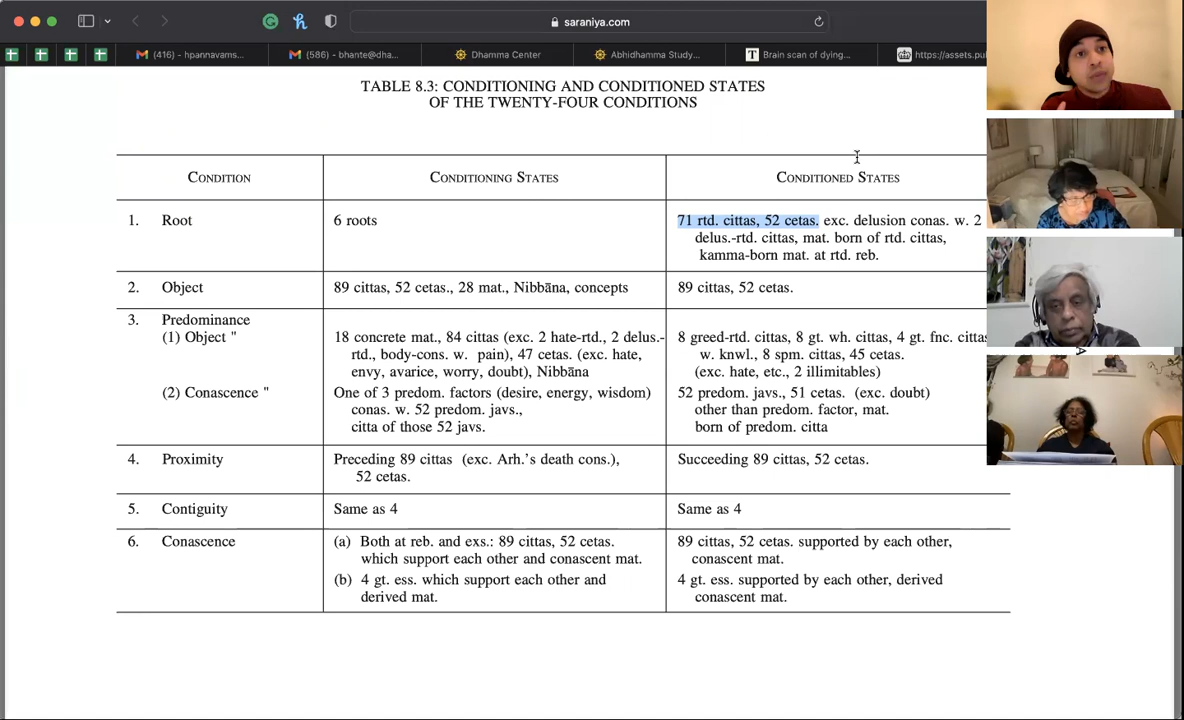 saraniya.com
M (416) - hpannavams...
M (586) - bhante@dha...
Dhamma Center
Abhidhamma Study...
T Brain scan of dying...
https://assets.pu
TABLE 8.3: CONDITIONING AND CONDITIONED STATES
OF THE TWENTY-FOUR CONDITIONS
CONDITION CONDITIONING STATES CONDITIONED STATES
1. Root 6 roots 71 rtd. cittas, 52 cetas. exc. delusion conas. w. 2
delus.-rtd. cittas, mat. born of rtd. cittas,
kamma-born mat. at rtd. reb.
2. Object 89 cittas, 52 cetas., 28 mat., Nibbāna, concepts 89 cittas, 52 cetas.
3. Predominance
(1) Object " 18 concrete mat., 84 cittas (exc. 2 hate-rtd., 2 delus.- 8 greed-rtd. cittas, 8 gt. wh. cittas, 4 gt. fnc. cittas
rtd., body-cons. w. pain), 47 cetas. (exc. hate, w. knwl., 8 spm. cittas, 45 cetas.
envy, avarice, worry, doubt), Nibbāna (exc. hate, etc., 2 illimitables)
(2) Conascence " One of 3 predom. factors (desire, energy, wisdom) 52 predom. javs., 51 cetas. (exc. doubt)
conas. w. 52 predom. javs., other than predom. factor, mat.
citta of those 52 javs. born of predom. citta
4. Proximity Preceding 89 cittas (exc. Arh.'s death cons.), Succeeding 89 cittas, 52 cetas.
52 cetas.
5. Contiguity Same as 4 Same as 4
6. Conascence (a) Both at reb. and exs.: 89 cittas, 52 cetas. 89 cittas, 52 cetas. supported by each other,
which support each other and conascent mat. conascent mat.
(b) 4 gt. ess. which support each other and 4 gt. ess. supported by each other, derived
derived mat. conascent mat.